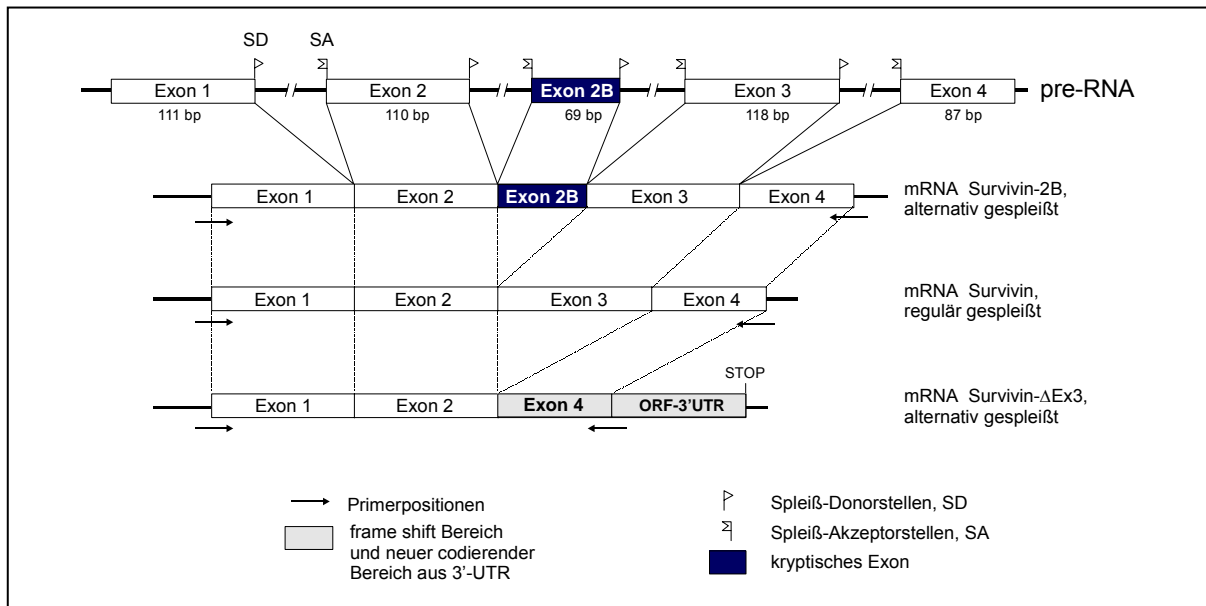 SD SA
Exon 1 Exon 2 Exon 2B Exon 3 Exon 4 pre-RNA
111 bp 110 bp 69 bp 118 bp 87 bp
Exon 1 Exon 2 Exon 2B Exon 3 Exon 4
mRNA Survivin-2B,
alternativ gespleißt
Exon 1 Exon 2 Exon 3 Exon 4
mRNA Survivin,
regulär gespleißt
STOP
Exon 1 Exon 2 Exon 4 ORF-3'UTR
mRNA Survivin-ΔEx3,
alternativ gespleißt
Primerpositionen
frame shift Bereich
und neuer codierender
Bereich aus 3'-UTR
Spleiß-Donorstellen, SD
Spleiß-Akzeptorstellen, SA
kryptisches Exon